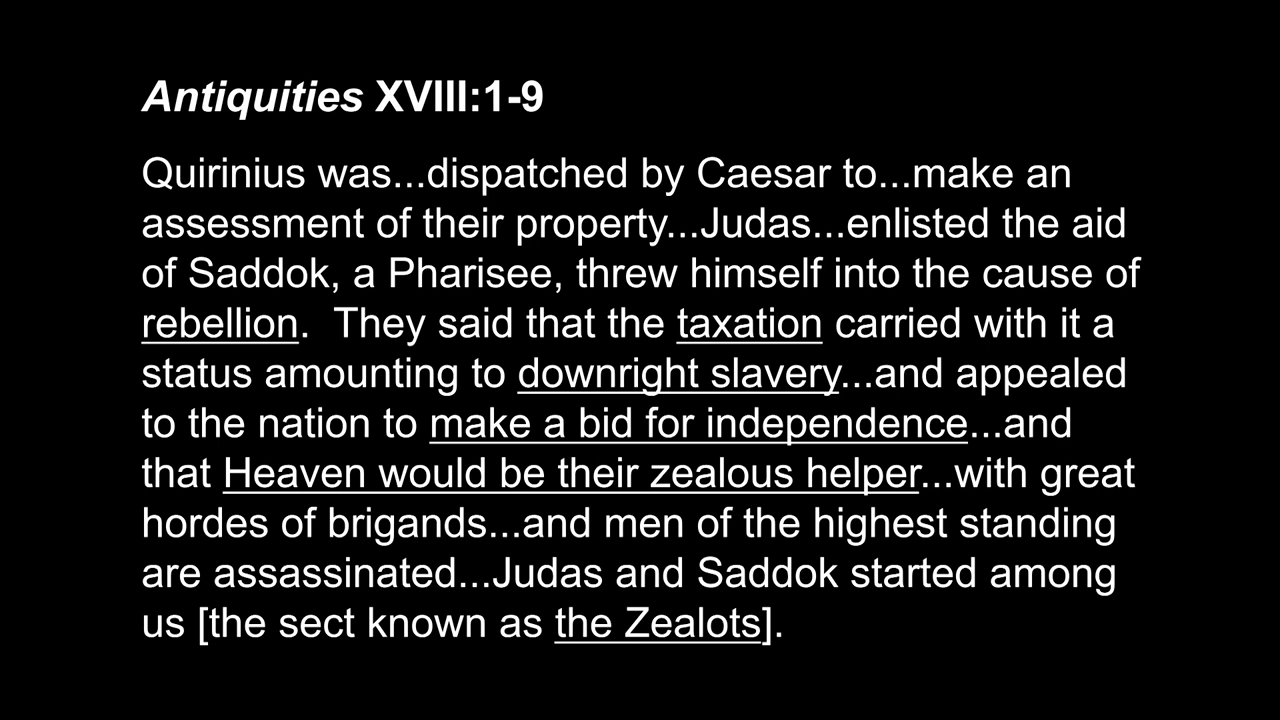 Antiquities XVIII:1-9
Quirinius was...dispatched by Caesar to...make an
assessment of their property...Judas...enlisted the aid
of Saddok, a Pharisee, threw himself into the cause of
rebellion.  They said that the taxation carried with it a
status amounting to downright slavery...and appealed
to the nation to make a bid for independence...and
that Heaven would be their zealous helper...with great
hordes of brigands...and men of the highest standing
are assassinated...Judas and Saddok started among
us [the sect known as the Zealots].